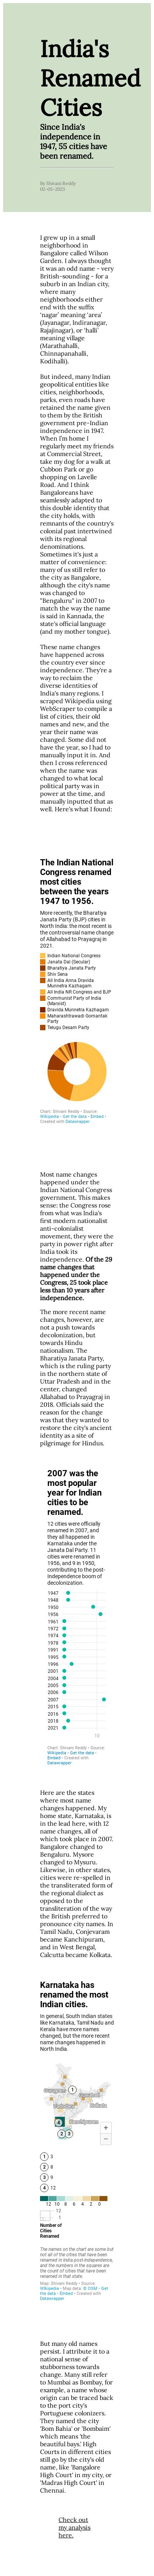 India's
Renamed
Cities
Since India's
independence in
1947, 55 cities have
been renamed.
By Shivani Reddy
02-05-2023
I grew up in a small
neighborhood in
Bangalore called Wilson
Garden. I always thought
it was an odd name - very
British-sounding - for a
suburb in an Indian city,
where many
neighborhoods either
end with the suffix
'nagar' meaning 'area'
(Jayanagar, Indiranagar,
Rajajinagar), or 'halli'
meaning village
(Marathahalli,
Chinnapanahalli,
Kodihalli).
But indeed, many Indian
geopolitical entities like
cities, neighborhoods,
parks, even roads have
retained the name given
to them by the British
government pre-Indian
independence in 1947.
When I'm home I
regularly meet my friends
at Commercial Street,
take my dog for a walk at
Cubbon Park or go
shopping on Lavelle
Road. And I think
Bangaloreans have
seamlessly adapted to
this double identity that
the city holds, with
remnants of the country's
colonial past intertwined
with its regional
denominations.
Sometimes it's just a
matter of convenience:
many of us still refer to
the city as Bangalore,
although the city's name
was changed to
"Bengaluru" in 2007 to
match the way the name
is said in Kannada, the
state's official language
(and my mother tongue).
These name changes
have happened across
the country ever since
independence. They're a
way to reclaim the
diverse identities of
India's many regions. I
scraped Wikipedia using
WebScraper to compile a
list of cities, their old
names and new, and the
year their name was
changed. Some did not
have the year, so I had to
manually input it in. And
then I cross referenced
when the name was
changed to what local
political party was in
power at the time, and
manually inputted that as
well. Here's what I found:
The Indian National
Congress renamed
most cities
between the years
1947 to 1956.
More recently, the Bharatiya
Janata Party (BJP) cities in
North India: the most recent is
the controversial name change
of Allahabad to Prayagraj in
2021.
Indian National Congress
Janata Dal (Secular)
Bharatiya Janata Party
Shiv Sena
All India Anna Dravida
Munnetra Kazhagam
All India NR Congress and BJP
Communist Party of India
(Marxist)
Dravida Munnetra Kazhagam
Maharashtrawadi Gomantak
Party
Telugu Desam Party
Chart: Shivani Reddy • Source:
Wikipedia • Get the data • Embed •
Created with Datawrapper
Most name changes
happened under the
Indian National Congress
government. This makes
sense: the Congress rose
from what was India's
first modern nationalist
anti-colonialist
movement, they were the
party in power right after
India took its
independence. Of the 29
name changes that
happened under the
Congress, 25 took place
less than 10 years after
independence.
The more recent name
changes, however, are
not a push towards
decolonization, but
towards Hindu
nationalism. The
Bharatiya Janata Party,
which is the ruling party
in the northern state of
Uttar Pradesh and in the
center, changed
Allahabad to Prayagraj in
2018. Officials said the
reason for the change
was that they wanted to
restore the city's ancient
identity as a site of
pilgrimage for Hindus.
2007 was the
most popular
year for Indian
cities to be
renamed.
12 cities were officially
renamed in 2007, and
they all happened in
Karnataka under the
Janata Dal Party. 11
cities were renamed in
1956, and 9 in 1950,
contributing to the post-
Independence boom of
decolonization.
1947
1948
1950
1956
1961
1972
1974
1978
1991
1995
1996
2001
2004
2005
2006
2007
2015
2016
2018
2021
10
Chart: Shivani Reddy • Source:
Wikipedia • Get the data •
Embed • Created with
Datawrapper
Here are the states
where most name
changes happened. My
home state, Karnataka, is
in the lead here, with 12
name changes, all of
which took place in 2007.
Bangalore changed to
Bengaluru. Mysore
changed to Mysuru.
Likewise, in other states,
cities were re-spelled in
the transliterated form of
the regional dialect as
opposed to the
transliteration of the way
the British preferred to
pronounce city names. In
Tamil Nadu, Conjevaram
became Kanchipuram,
and in West Bengal,
Calcutta became Kolkata.
Karnataka has
renamed the most
Indian cities.
In general, South Indian states
like Karnataka, Tamil Nadu and
Kerala have more names
changed, but the more recent
name changes happened in
North India.
1
4
2 3
+
−
1 3
2 8
3 9
4 12
12 10 8 6 4 2 0
12
1
Number of
Cities
Renamed
The names on the chart are some but
not all of the cities that have been
renamed in India post-Independence,
and the numbers in the squares are
the count of cities that have been
renamed in that state.
Map: Shivani Reddy • Source:
Wikipedia • Map data: © OSM • Get
the data • Embed • Created with
Datawrapper
But many old names
persist. I attribute it to a
national sense of
stubbornness towards
change. Many still refer
to Mumbai as Bombay, for
example, a name whose
origin can be traced back
to the port city's
Portuguese colonizers.
They named the city
'Bom Bahia' or 'Bombaim'
which means 'the
beautiful bays.' High
Courts in different cities
still go by the city's old
name, like 'Bangalore
High Court' in my city, or
'Madras High Court' in
Chennai.
Check out
my analysis
here.